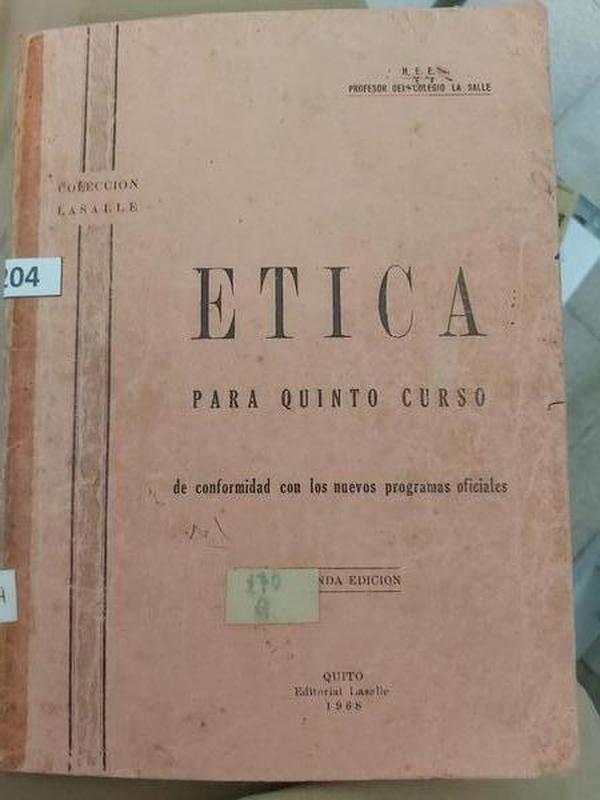 H. E. E.
PROFESOR DEL COLEGIO LA SALLE
COLECCION
LASALLE
204
ETICA
PARA QUINTO CURSO
de conformidad con los nuevos programas oficiales
NDA EDICION
170
A
QUITO
Editorial Lasalle
1968